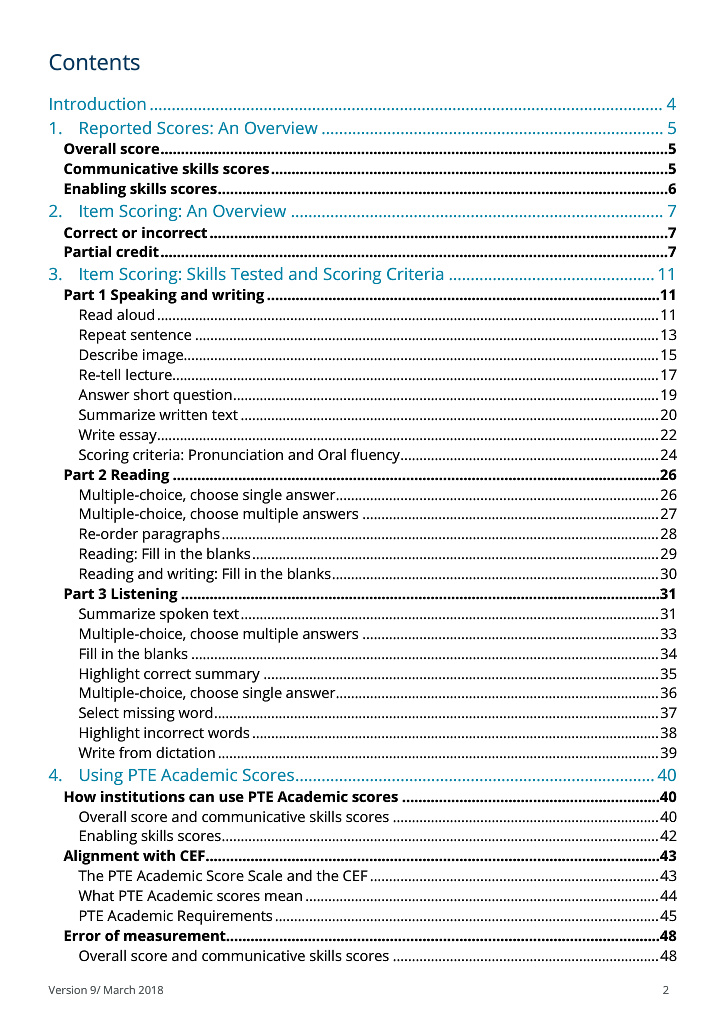 Contents
Introduction ..................................................................................................................... 4
1. Reported Scores: An Overview ............................................................................. 5
Overall score.........................................................................................................................5
Communicative skills scores...............................................................................................5
Enabling skills scores...........................................................................................................6
2. Item Scoring: An Overview .................................................................................... 7
Correct or incorrect .............................................................................................................7
Partial credit.........................................................................................................................7
3. Item Scoring: Skills Tested and Scoring Criteria .............................................. 11
Part 1 Speaking and writing ..............................................................................................11
Read aloud ..............................................................................................................................11
Repeat sentence .....................................................................................................................13
Describe image........................................................................................................................15
Re-tell lecture...........................................................................................................................17
Answer short question............................................................................................................19
Summarize written text ..........................................................................................................20
Write essay...............................................................................................................................22
Scoring criteria: Pronunciation and Oral fluency.................................................................24
Part 2 Reading ...................................................................................................................26
Multiple-choice, choose single answer..................................................................................26
Multiple-choice, choose multiple answers ...........................................................................27
Re-order paragraphs...............................................................................................................28
Reading: Fill in the blanks .......................................................................................................29
Reading and writing: Fill in the blanks...................................................................................30
Part 3 Listening ..................................................................................................................31
Summarize spoken text ..........................................................................................................31
Multiple-choice, choose multiple answers ...........................................................................33
Fill in the blanks ......................................................................................................................34
Highlight correct summary ....................................................................................................35
Multiple-choice, choose single answer..................................................................................36
Select missing word.................................................................................................................37
Highlight incorrect words .......................................................................................................38
Write from dictation ...............................................................................................................39
4. Using PTE Academic Scores................................................................................ 40
How institutions can use PTE Academic scores ..............................................................40
Overall score and communicative skills scores ....................................................................40
Enabling skills scores...............................................................................................................42
Alignment with CEF............................................................................................................43
The PTE Academic Score Scale and the CEF .........................................................................43
What PTE Academic scores mean ..........................................................................................44
PTE Academic Requirements .................................................................................................45
Error of measurement.......................................................................................................48
Overall score and communicative skills scores ....................................................................48
Version 9/ March 2018 2